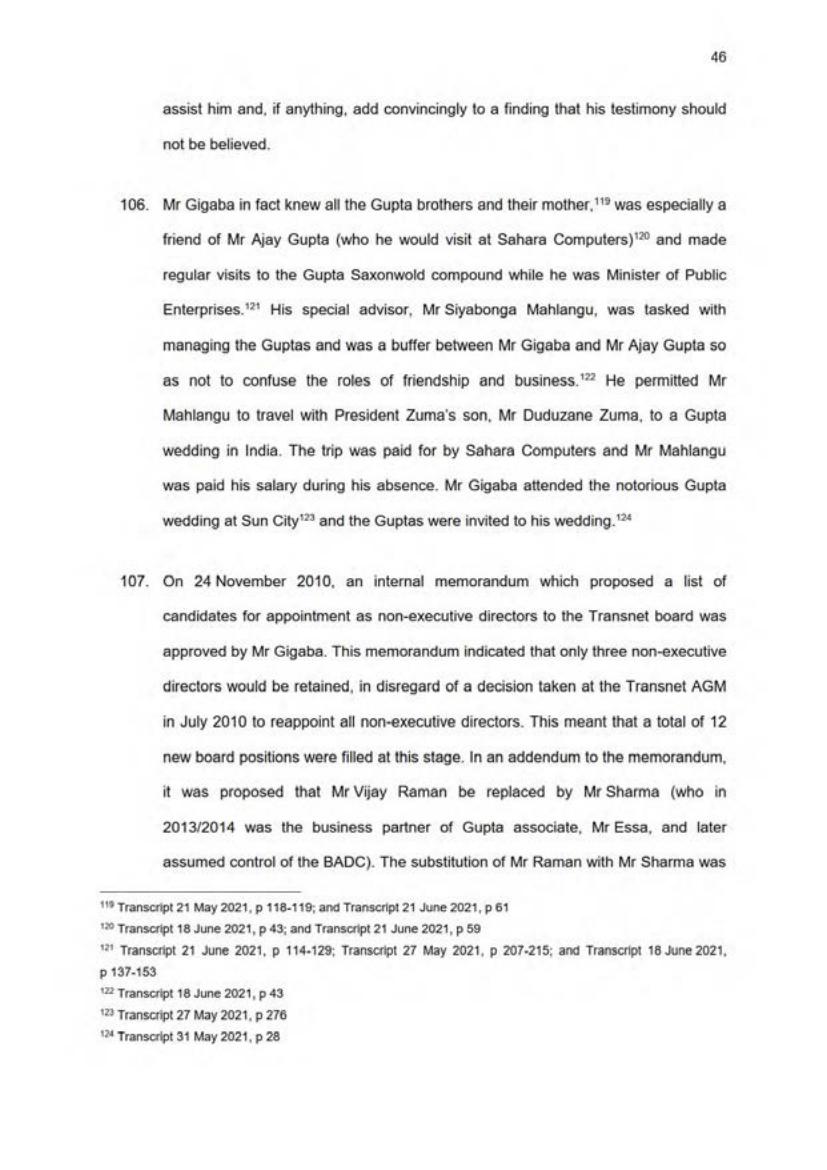 46
assist him and, if anything, add convincingly to a finding that his testimony should
not be believed.
106. Mr Gigaba in fact knew all the Gupta brothers and their mother,119 was especially a
friend of Mr Ajay Gupta (who he would visit at Sahara Computers)120 and made
regular visits to the Gupta Saxonwold compound while he was Minister of Public
Enterprises.121 His special advisor, Mr Siyabonga Mahlangu, was tasked with
managing the Guptas and was a buffer between Mr Gigaba and Mr Ajay Gupta so
as not to confuse the roles of friendship and business.122 He permitted Mr
Mahlangu to travel with President Zuma's son, Mr Duduzane Zuma, to a Gupta
wedding in India. The trip was paid for by Sahara Computers and Mr Mahlangu
was paid his salary during his absence. Mr Gigaba attended the notorious Gupta
wedding at Sun City123 and the Guptas were invited to his wedding.124
107. On 24 November 2010, an internal memorandum which proposed a list of
candidates for appointment as non-executive directors to the Transnet board was
approved by Mr Gigaba. This memorandum indicated that only three non-executive
directors would be retained, in disregard of a decision taken at the Transnet AGM
in July 2010 to reappoint all non-executive directors. This meant that a total of 12
new board positions were filled at this stage. In an addendum to the memorandum,
it was proposed that Mr Vijay Raman be replaced by Mr Sharma (who in
2013/2014 was the business partner of Gupta associate, Mr Essa, and later
assumed control of the BADC). The substitution of Mr Raman with Mr Sharma was
119 Transcript 21 May 2021, p 118-119; and Transcript 21 June 2021, p 61
120 Transcript 18 June 2021, p 43; and Transcript 21 June 2021, p 59
121 Transcript 21 June 2021, p 114-129; Transcript 27 May 2021, p 207-215; and Transcript 18 June 2021,
p 137-153
122 Transcript 18 June 2021, p 43
123 Transcript 27 May 2021, p 276
124 Transcript 31 May 2021, p 28